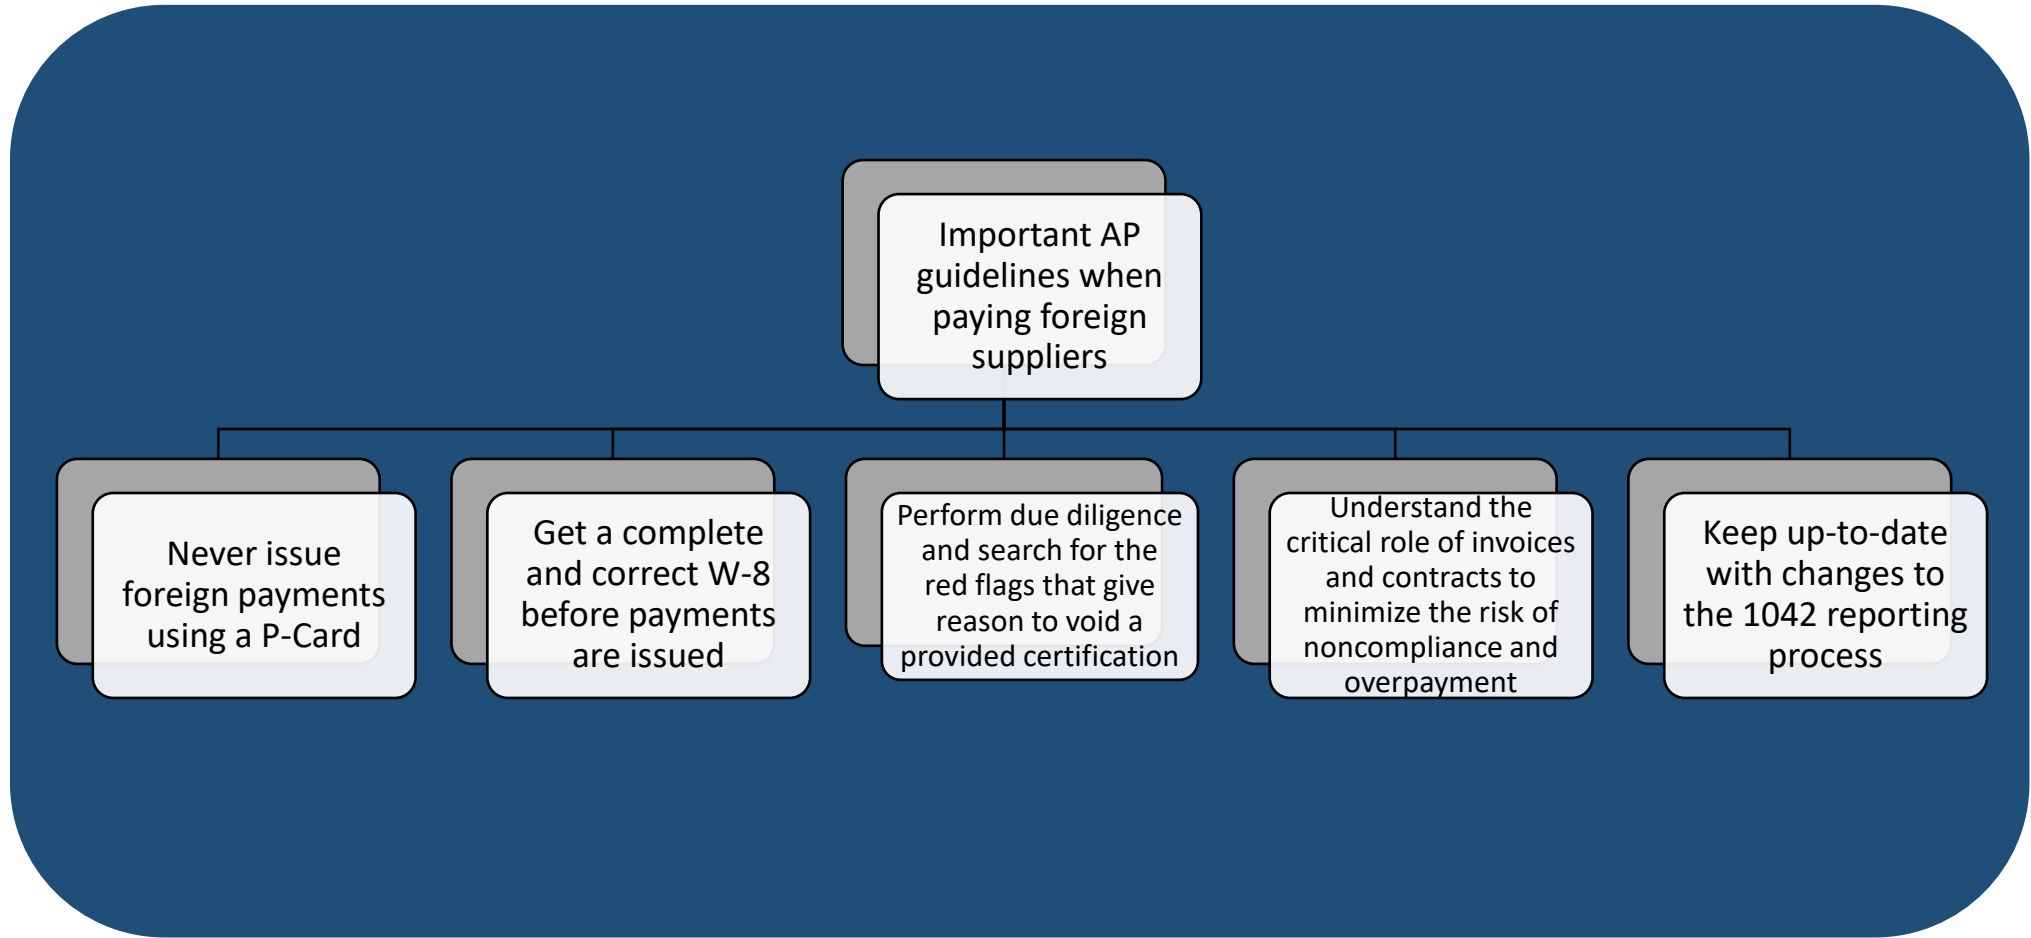 Important AP
guidelines when
paying foreign
suppliers
Never issue
foreign payments
using a P-Card
Get a complete
and correct W-8
before payments
are issued
Perform due diligence
and search for the
red flags that give
reason to void a
provided certification
Understand the
critical role of invoices
and contracts to
minimize the risk of
noncompliance and
overpayment
Keep up-to-date
with changes to
the 1042 reporting
process